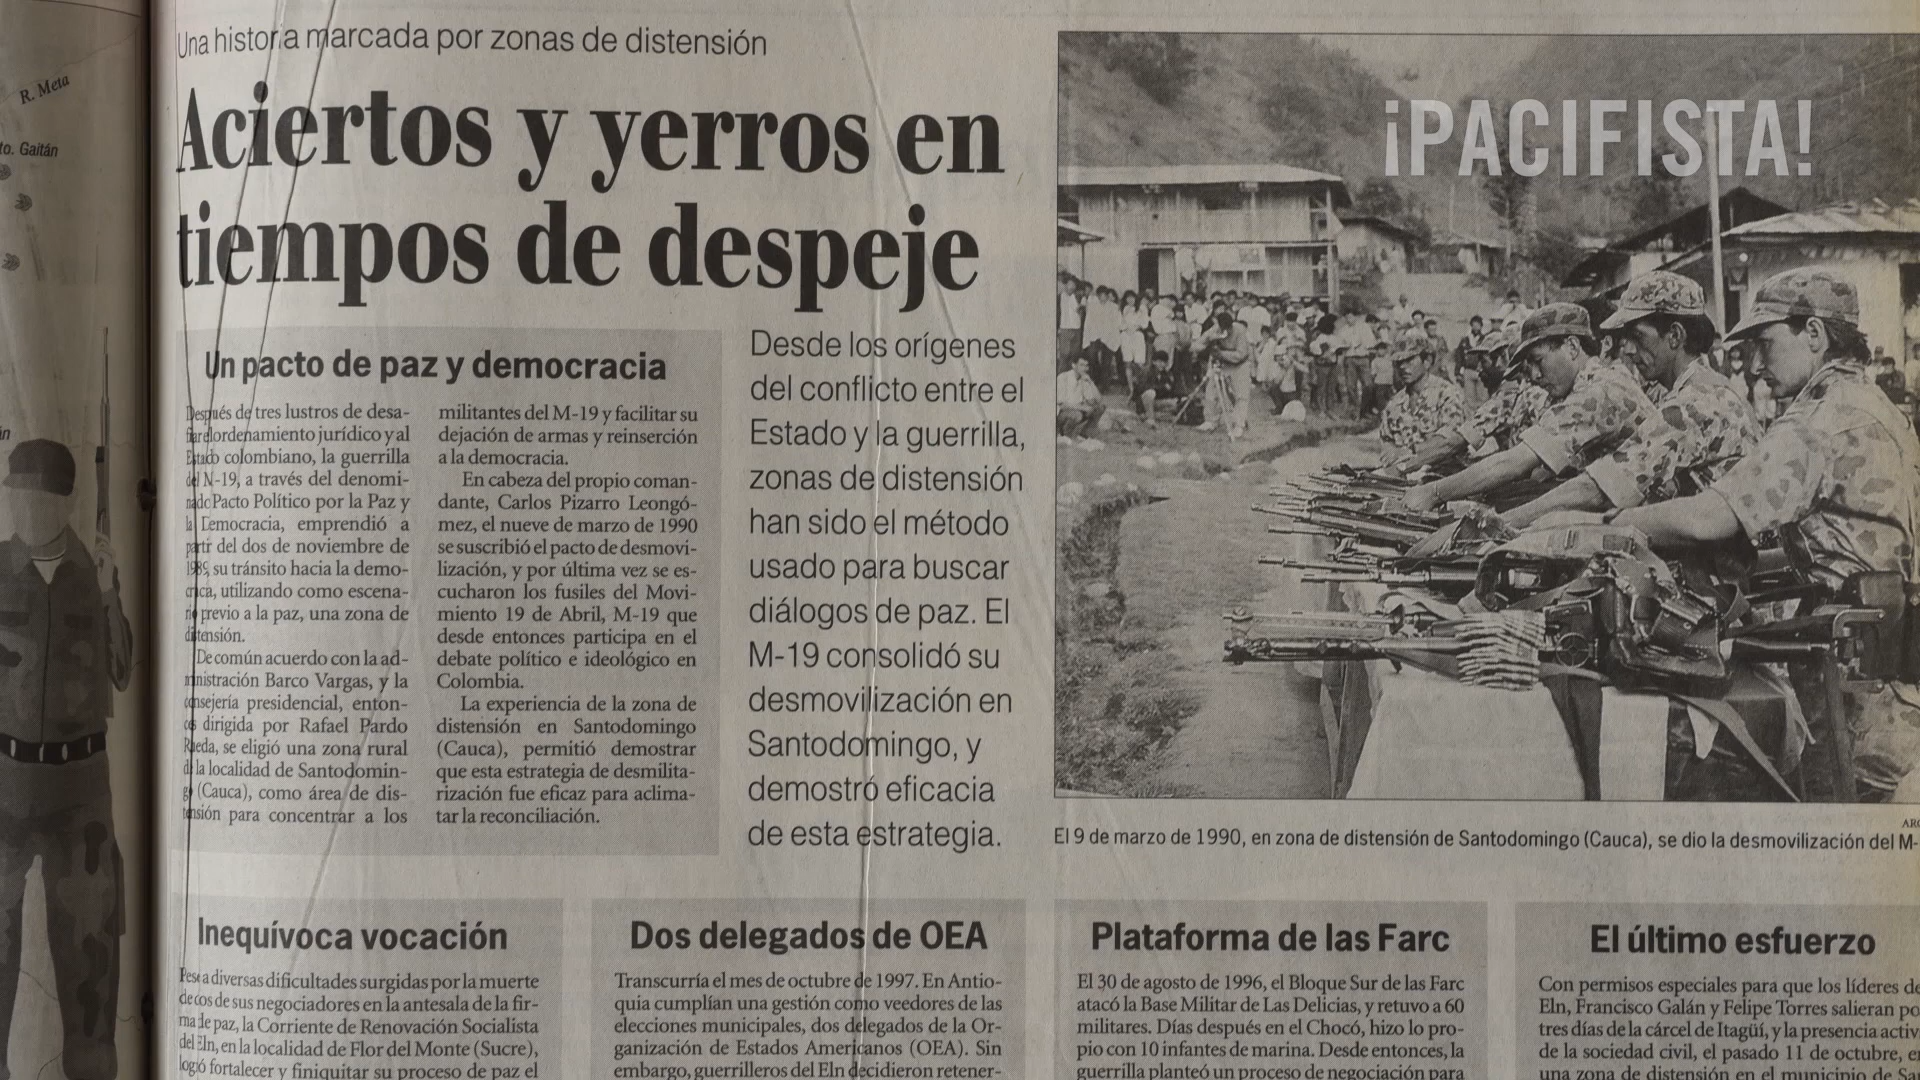 R. Meta
to. Gaitán
Una historia marcada por zonas de distensión
Aciertos y yerros en
tiempos de despeje
¡PACIFISTA!
Un pacto de paz y democracia
Después de tres lustros de desa-
fiar el ordenamiento jurídico y al
Estado colombiano, la guerrilla
del M-19, a través del denomi-
nado Pacto Político por la Paz y
la Democracia, emprendió a
partir del dos de noviembre de
1989, su tránsito hacia la demo-
cracia, utilizando como escena-
rio previo a la paz, una zona de
distensión.
De común acuerdo con la ad-
ministración Barco Vargas, y la
consejería presidencial, enton-
ces dirigida por Rafael Pardo
Rueda, se eligió una zona rural
de la localidad de Santodomin-
go (Cauca), como área de dis-
tensión para concentrar a los
militantes del M-19 y facilitar su
dejación de armas y reinserción
a la democracia.
En cabeza del propio coman-
dante, Carlos Pizarro Leongó-
mez, el nueve de marzo de 1990
se suscribió el pacto de desmovi-
lización, y por última vez se es-
cucharon los fusiles del Movi-
miento 19 de Abril, M-19 que
desde entonces participa en el
debate político e ideológico en
Colombia.
La experiencia de la zona de
distensión en Santodomingo
(Cauca), permitió demostrar
que esta estrategia de desmilita-
rización fue eficaz para aclima-
tar la reconciliación.
Desde los orígenes
del conflicto entre el
Estado y la guerrilla,
zonas de distensión
han sido el método
usado para buscar
diálogos de paz. El
M-19 consolidó su
desmovilización en
Santodomingo, y
demostró eficacia
de esta estrategia.
ARC
El 9 de marzo de 1990, en zona de distensión de Santodomingo (Cauca), se dio la desmovilización del M-
Inequívoca vocación
Pese a diversas dificultades surgidas por la muerte
de dos de sus negociadores en la antesala de la fir-
ma de paz, la Corriente de Renovación Socialista
del Eln, en la localidad de Flor del Monte (Sucre),
logó fortalecer y finiquitar su proceso de paz el
Dos delegados de OEA
Transcurría el mes de octubre de 1997. En Antio-
quia cumplían una gestión como veedores de las
elecciones municipales, dos delegados de la Or-
ganización de Estados Americanos (OEA). Sin
embargo, guerrilleros del Eln decidieron retener-
Plataforma de las Farc
El 30 de agosto de 1996, el Bloque Sur de las Farc
atacó la Base Militar de Las Delicias, y retuvo a 60
militares. Días después en el Chocó, hizo lo pro-
pio con 10 infantes de marina. Desde entonces, la
guerrilla planteó un proceso de negociación para
El último esfuerzo
Con permisos especiales para que los líderes de
Eln, Francisco Galán y Felipe Torres salieran po
tres días de la cárcel de Itagüí, y la presencia activ
de la sociedad civil, el pasado 11 de octubre, e
una zona de distensión en el municipio de Sa